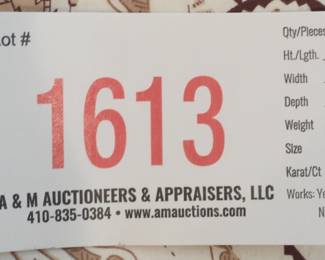 Lot #
1613
A & M AUCTIONEERS & APPRAISERS, LLC
410-835-0384 • www.amauctions.com
Qty/Pieces
Ht./Lgth.
Width
Depth
Weight
Size
Karat/Ct
Works: Ye
N